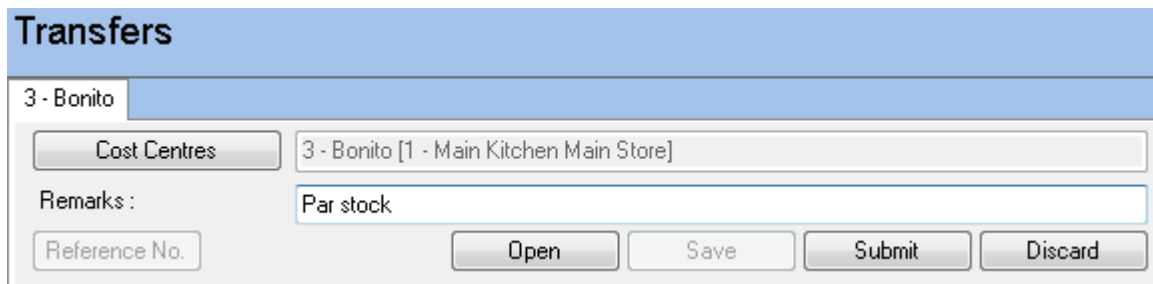 Transfers
3 - Bonito
Cost Centres 3 - Bonito [1 - Main Kitchen Main Store]
Remarks : Par stock
Reference No. Open Save Submit Discard